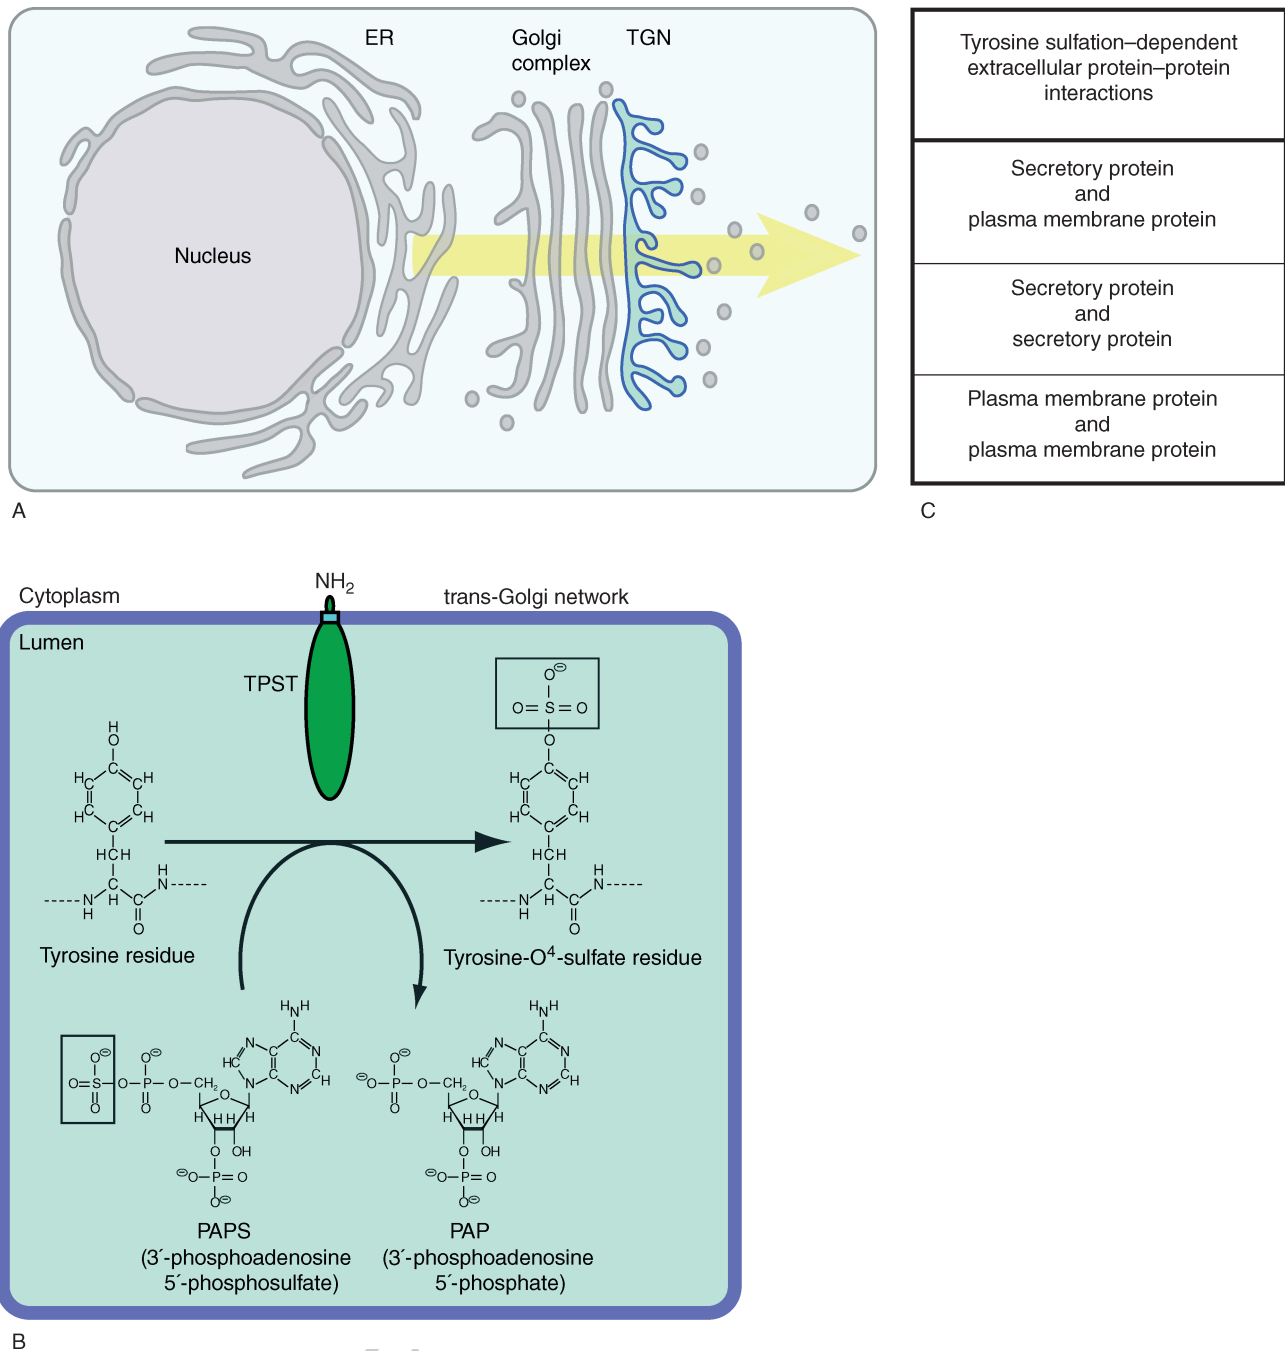 ER
Golgi
complex
TGN
Nucleus
A
Tyrosine sulfation–dependent
extracellular protein–protein
interactions
Secretory protein
and
plasma membrane protein
Secretory protein
and
secretory protein
Plasma membrane protein
and
plasma membrane protein
C
NH2
Cytoplasm
trans-Golgi network
Lumen
TPST
Tyrosine residue
Tyrosine-O4-sulfate residue
PAPS
(3´-phosphoadenosine
5´-phosphosulfate)
PAP
(3´-phosphoadenosine
5´-phosphate)
B